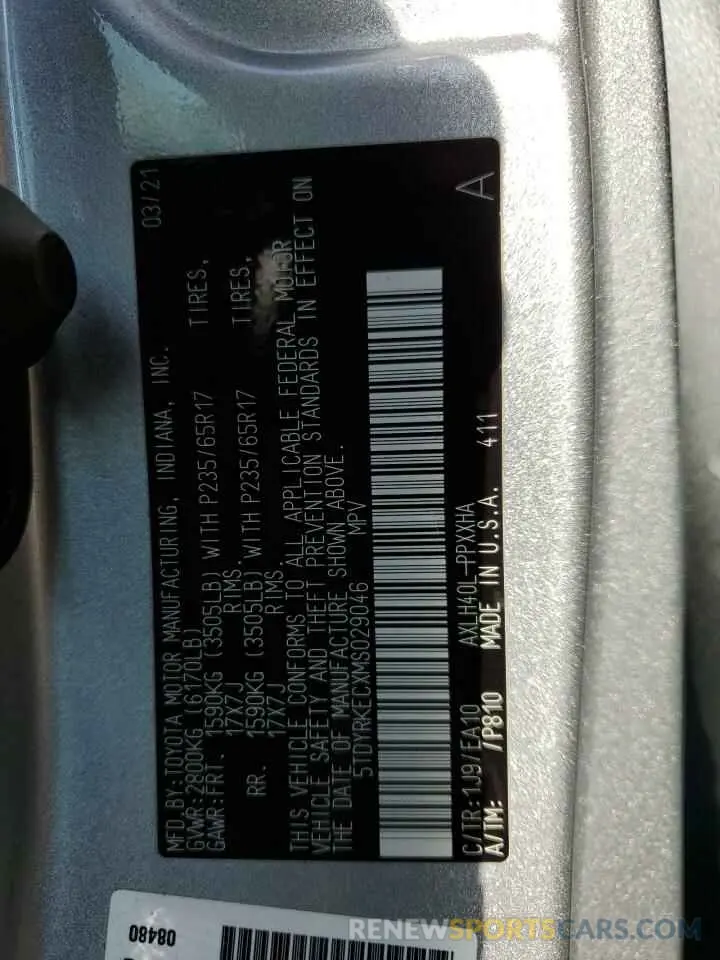 MFD.BY:TOYOTA MOTOR MANUFACTURING, INDIANA, INC. 03/21
GVWR:2800KG (6170LB)
GAWR:FRT. 1590KG (3505LB) WITH P235/65R17 TIRES,
17X7J RIMS,
RR. 1590KG (3505LB) WITH P235/65R17 TIRES,
17X7J RIMS.
THIS VEHICLE CONFORMS TO ALL APPLICABLE FEDERAL MOTOR
VEHICLE SAFETY AND THEFT PREVENTION STANDARDS IN EFFECT ON
THE DATE OF MANUFACTURE SHOWN ABOVE.
5TDYRKECXMS029046 MPV
A
C/TR:1J9/EA10 AXLH40L-PPXXHA
A/TM: /P810 MADE IN U.S.A. 411
08480
RENEWSPORTSCARS.COM